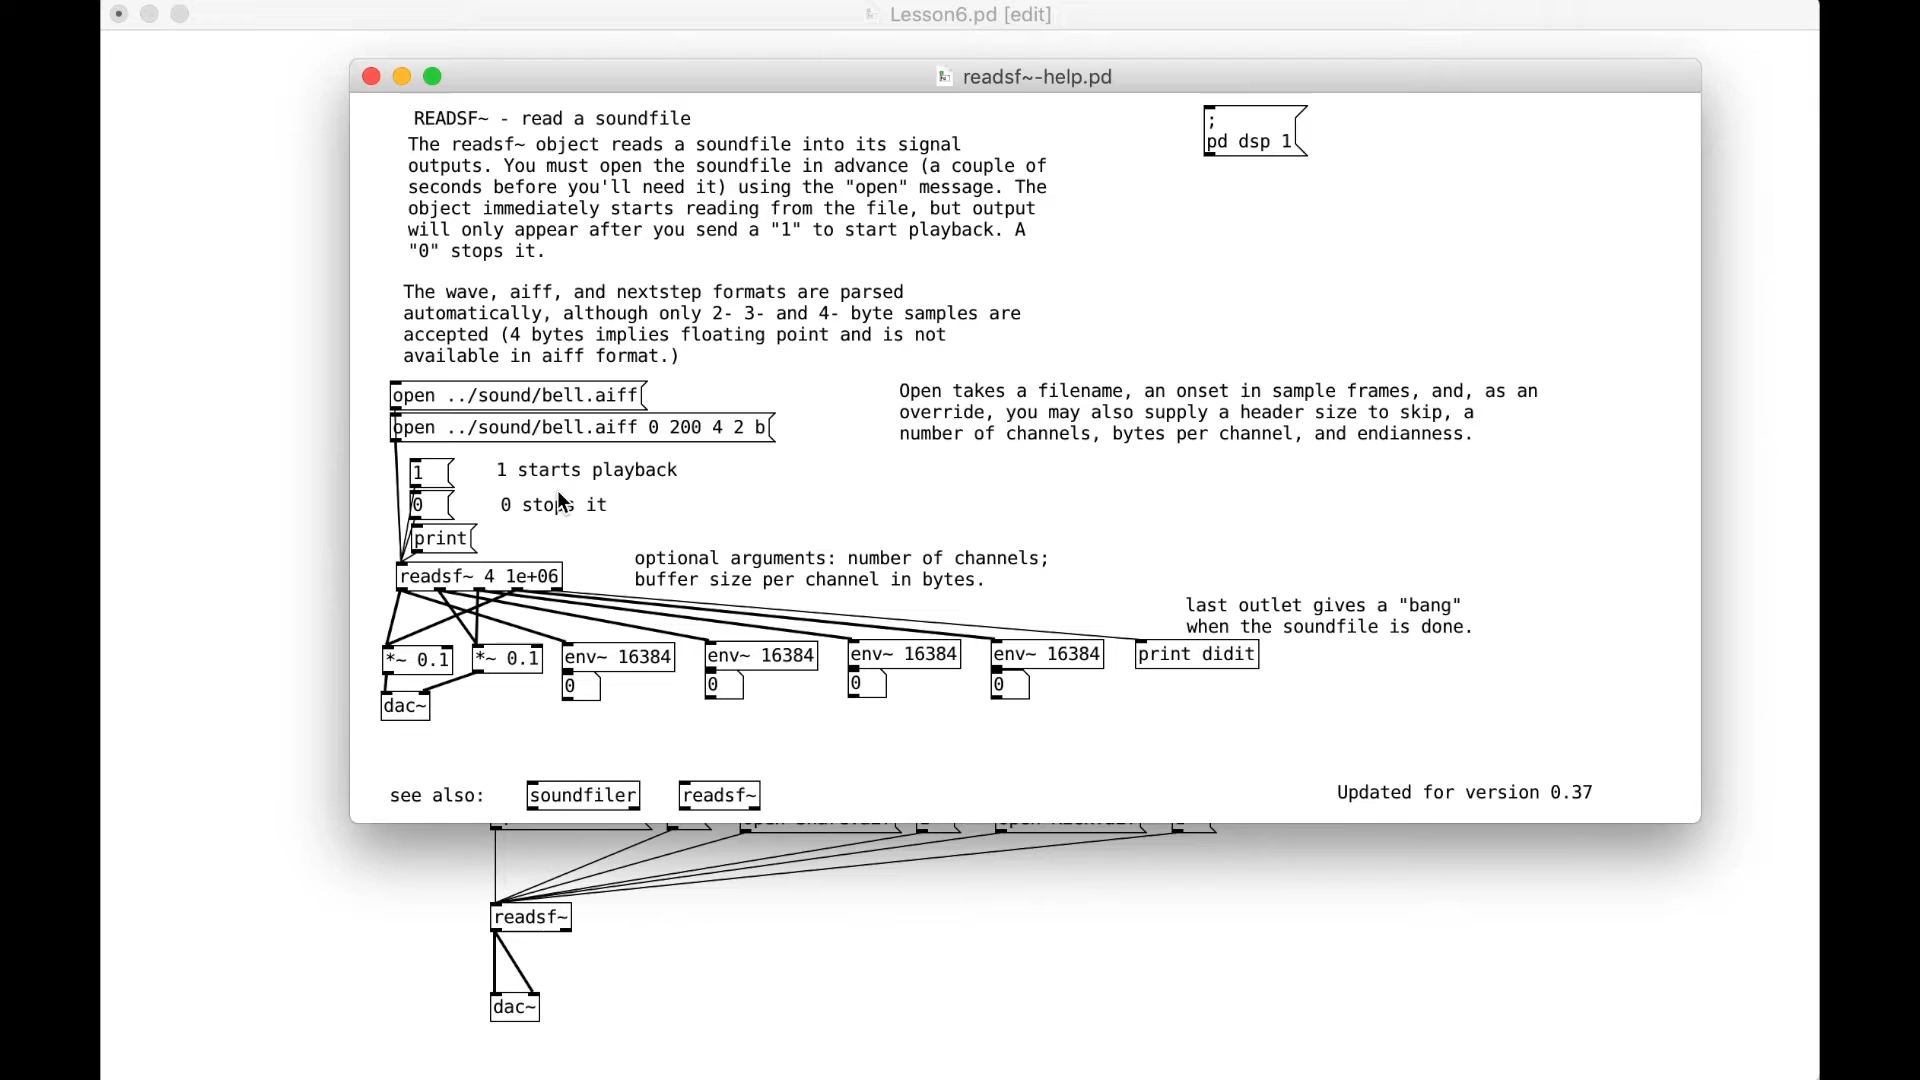 Lesson6.pd [edit]
readsf~-help.pd
READSF~ - read a soundfile
The readsf~ object reads a soundfile into its signal
outputs. You must open the soundfile in advance (a couple of
seconds before you'll need it) using the "open" message. The
object immediately starts reading from the file, but output
will only appear after you send a "1" to start playback. A
"0" stops it.
;
pd dsp 1
The wave, aiff, and nextstep formats are parsed
automatically, although only 2- 3- and 4- byte samples are
accepted (4 bytes implies floating point and is not
available in aiff format.)
open ../sound/bell.aiff
open ../sound/bell.aiff 0 200 4 2 b
Open takes a filename, an onset in sample frames, and, as an
override, you may also supply a header size to skip, a
number of channels, bytes per channel, and endianness.
1
1 starts playback
0
0 stops it
print
readsf~ 4 1e+06
optional arguments: number of channels;
buffer size per channel in bytes.
last outlet gives a "bang"
when the soundfile is done.
*~ 0.1
*~ 0.1
env~ 16384
env~ 16384
env~ 16384
env~ 16384
print didit
0
0
0
0
dac~
see also:
soundfiler
readsf~
Updated for version 0.37
readsf~
dac~